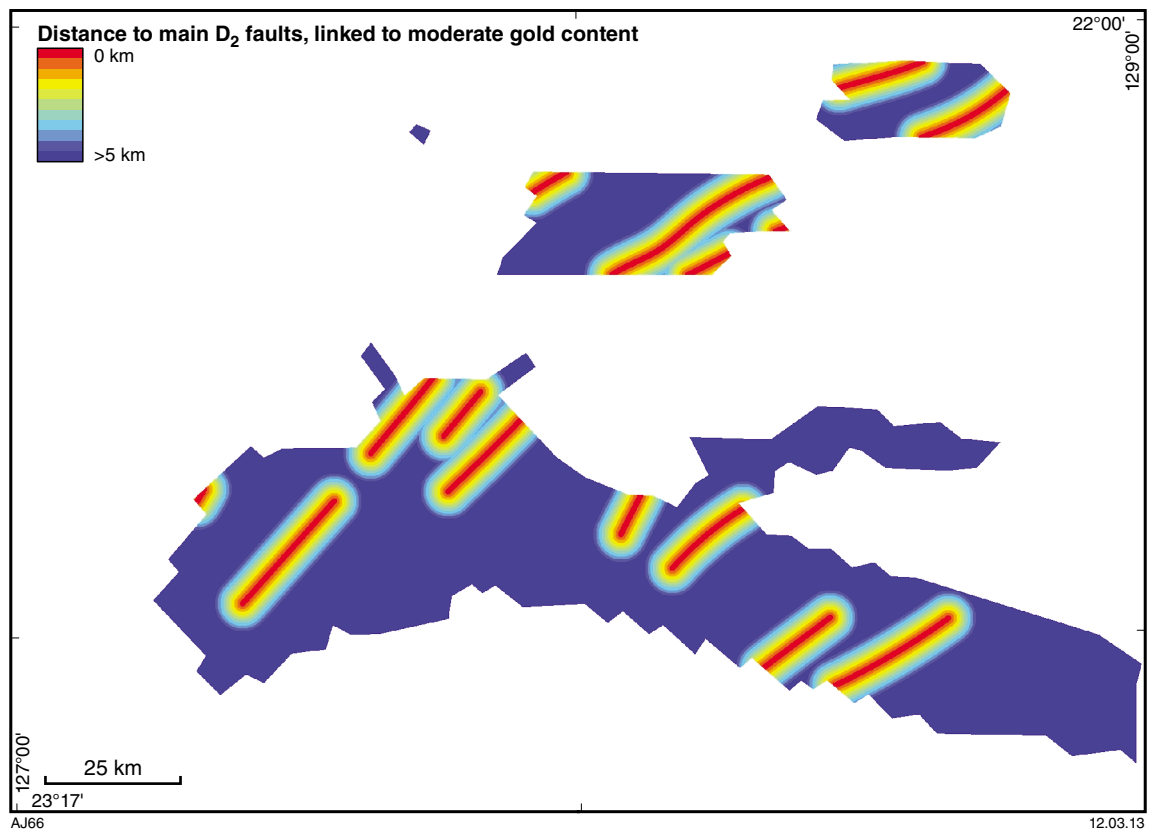 Distance to main D₂ faults, linked to moderate gold content
0 km
>5 km
22°00'
129°00'
127°00'
25 km
23°17'
AJ66
12.03.13